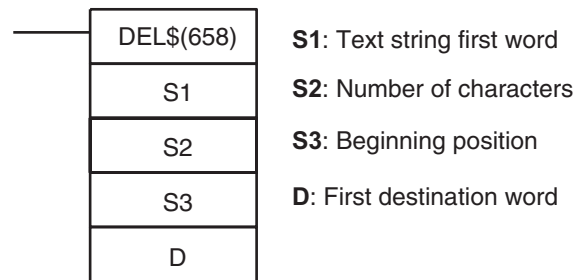 DEL$(658)
S1
S2
S3
D
S1: Text string first word
S2: Number of characters
S3: Beginning position
D: First destination word